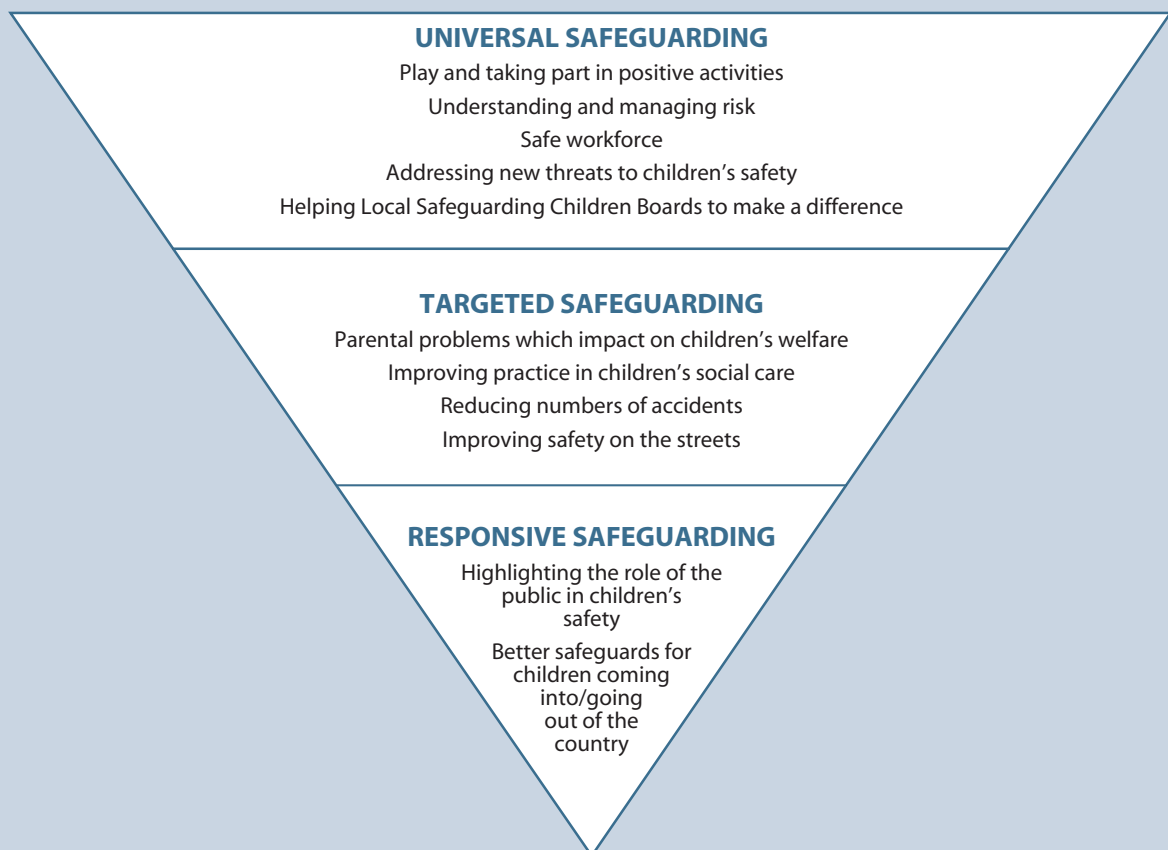 UNIVERSAL SAFEGUARDING
Play and taking part in positive activities
Understanding and managing risk
Safe workforce
Addressing new threats to children’s safety
Helping Local Safeguarding Children Boards to make a difference
TARGETED SAFEGUARDING
Parental problems which impact on children’s welfare
Improving practice in children’s social care
Reducing numbers of accidents
Improving safety on the streets
RESPONSIVE SAFEGUARDING
Highlighting the role of the
public in children’s
safety
Better safeguards for
children coming
into/going
out of the
country